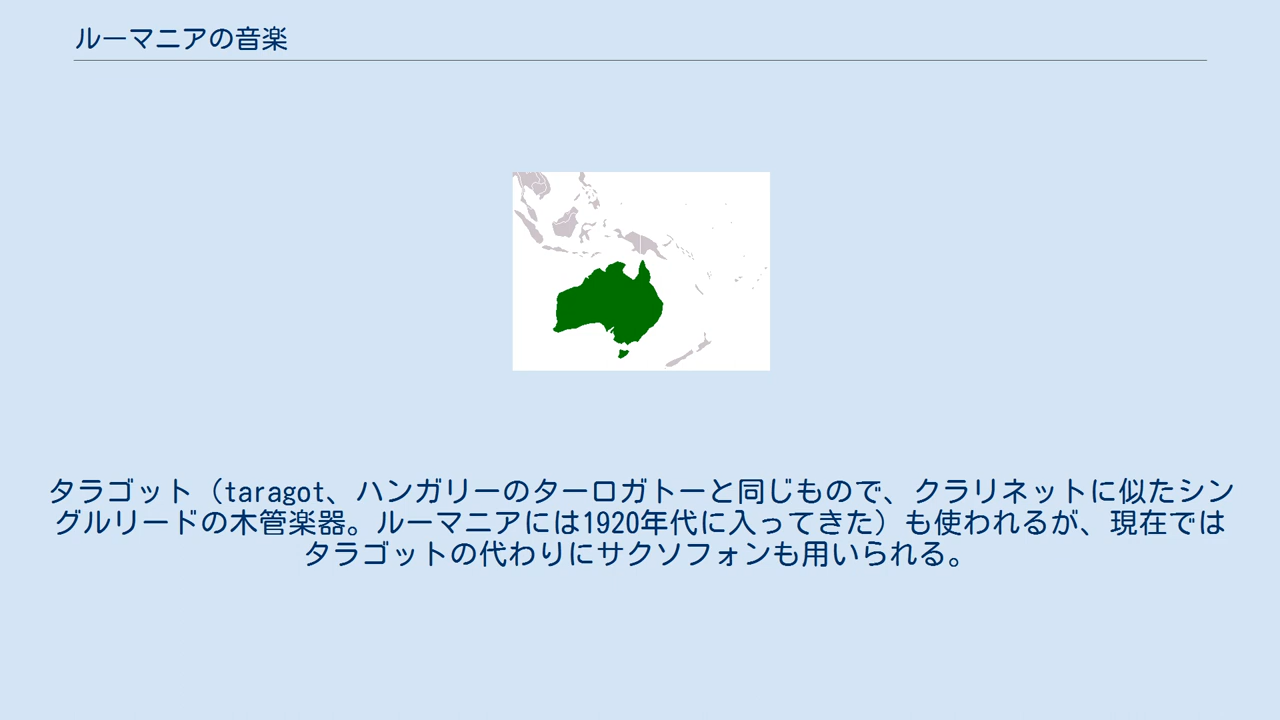 ルーマニアの音楽
タラゴット（taragot、ハンガリーのターロガトーと同じもので、クラリネットに似たシン
グルリードの木管楽器。ルーマニアには1920年代に入ってきた）も使われるが、現在では
タラゴットの代わりにサクソフォンも用いられる。